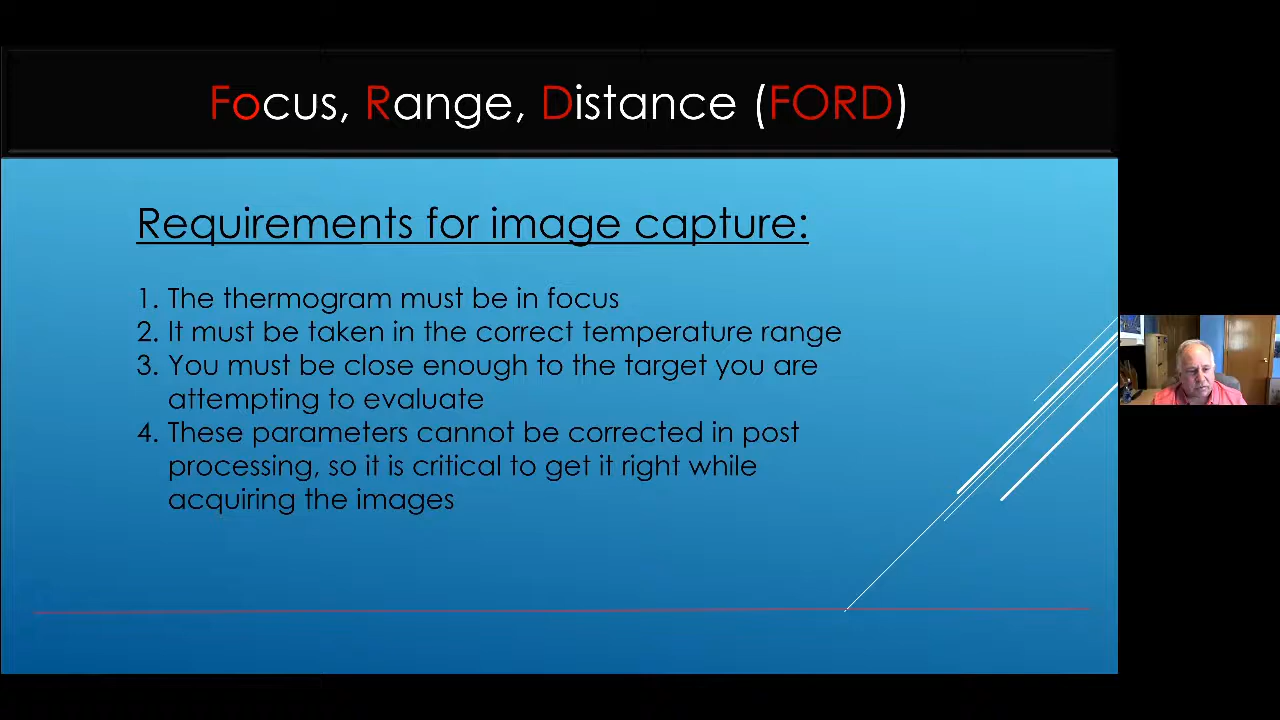 Focus, Range, Distance (FORD)
Requirements for image capture:
1. The thermogram must be in focus
2. It must be taken in the correct temperature range
3. You must be close enough to the target you are
attempting to evaluate
4. These parameters cannot be corrected in post
processing, so it is critical to get it right while
acquiring the images